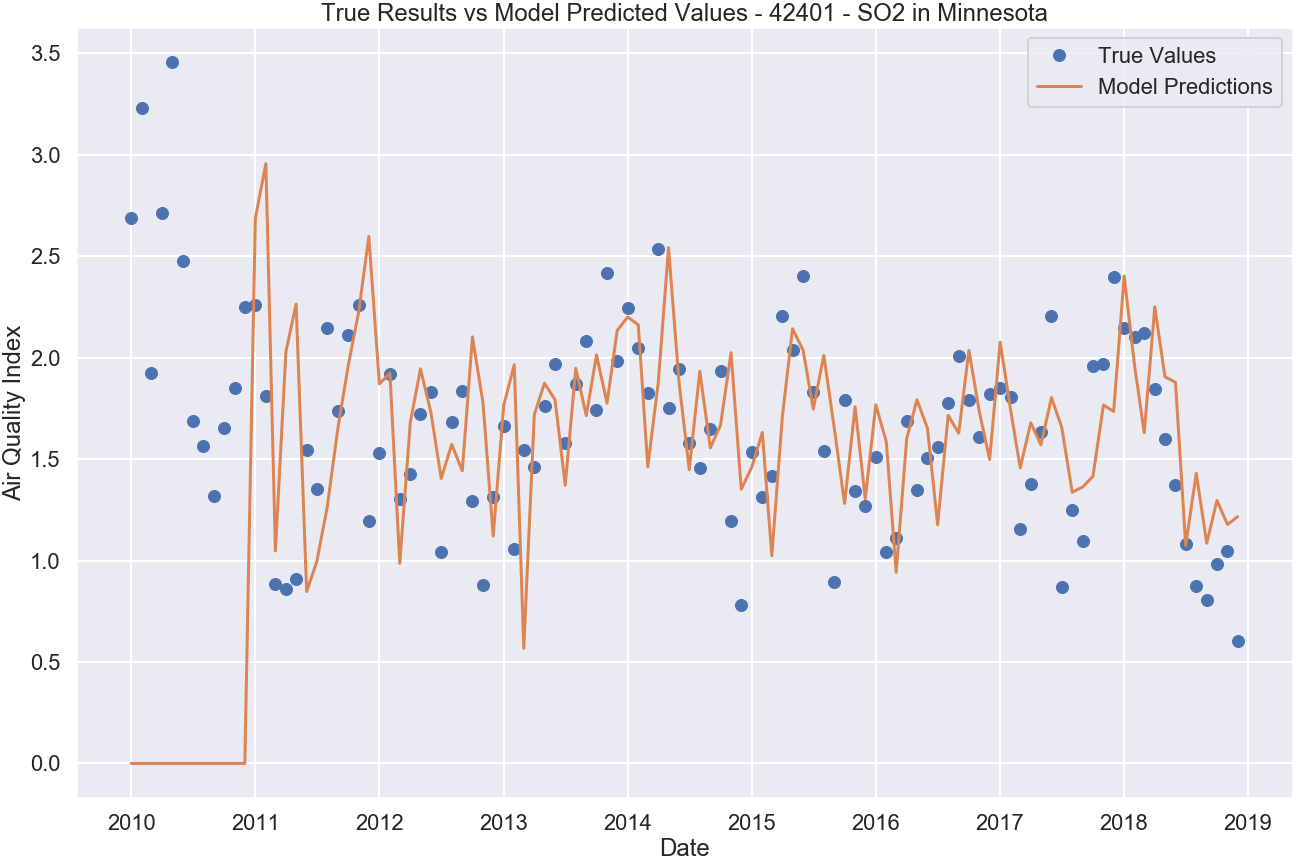 True Results vs Model Predicted Values - 42401 - SO2 in Minnesota
True Values
Model Predictions
Air Quality Index
3.5
3.0
2.5
2.0
1.5
1.0
0.5
0.0
2010 2011 2012 2013 2014 2015 2016 2017 2018 2019
Date